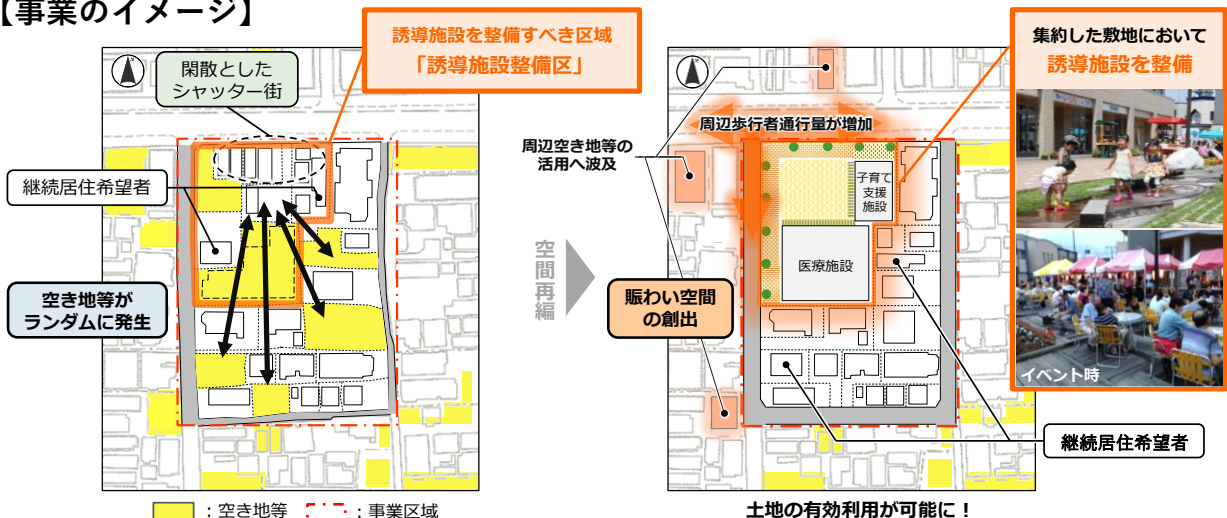 【事業のイメージ】
誘導施設を整備すべき区域
「誘導施設整備区」
閑散とした
シャッター街
継続居住希望者
空き地等が
ランダムに発生
：空き地等
：事業区域
空間再編
集約した敷地において
誘導施設を整備
周辺歩行者通行量が増加
周辺空き地等の
活用へ波及
子育て
支援
施設
医療施設
賑わい空間
の創出
イベント時
継続居住希望者
土地の有効利用が可能に！